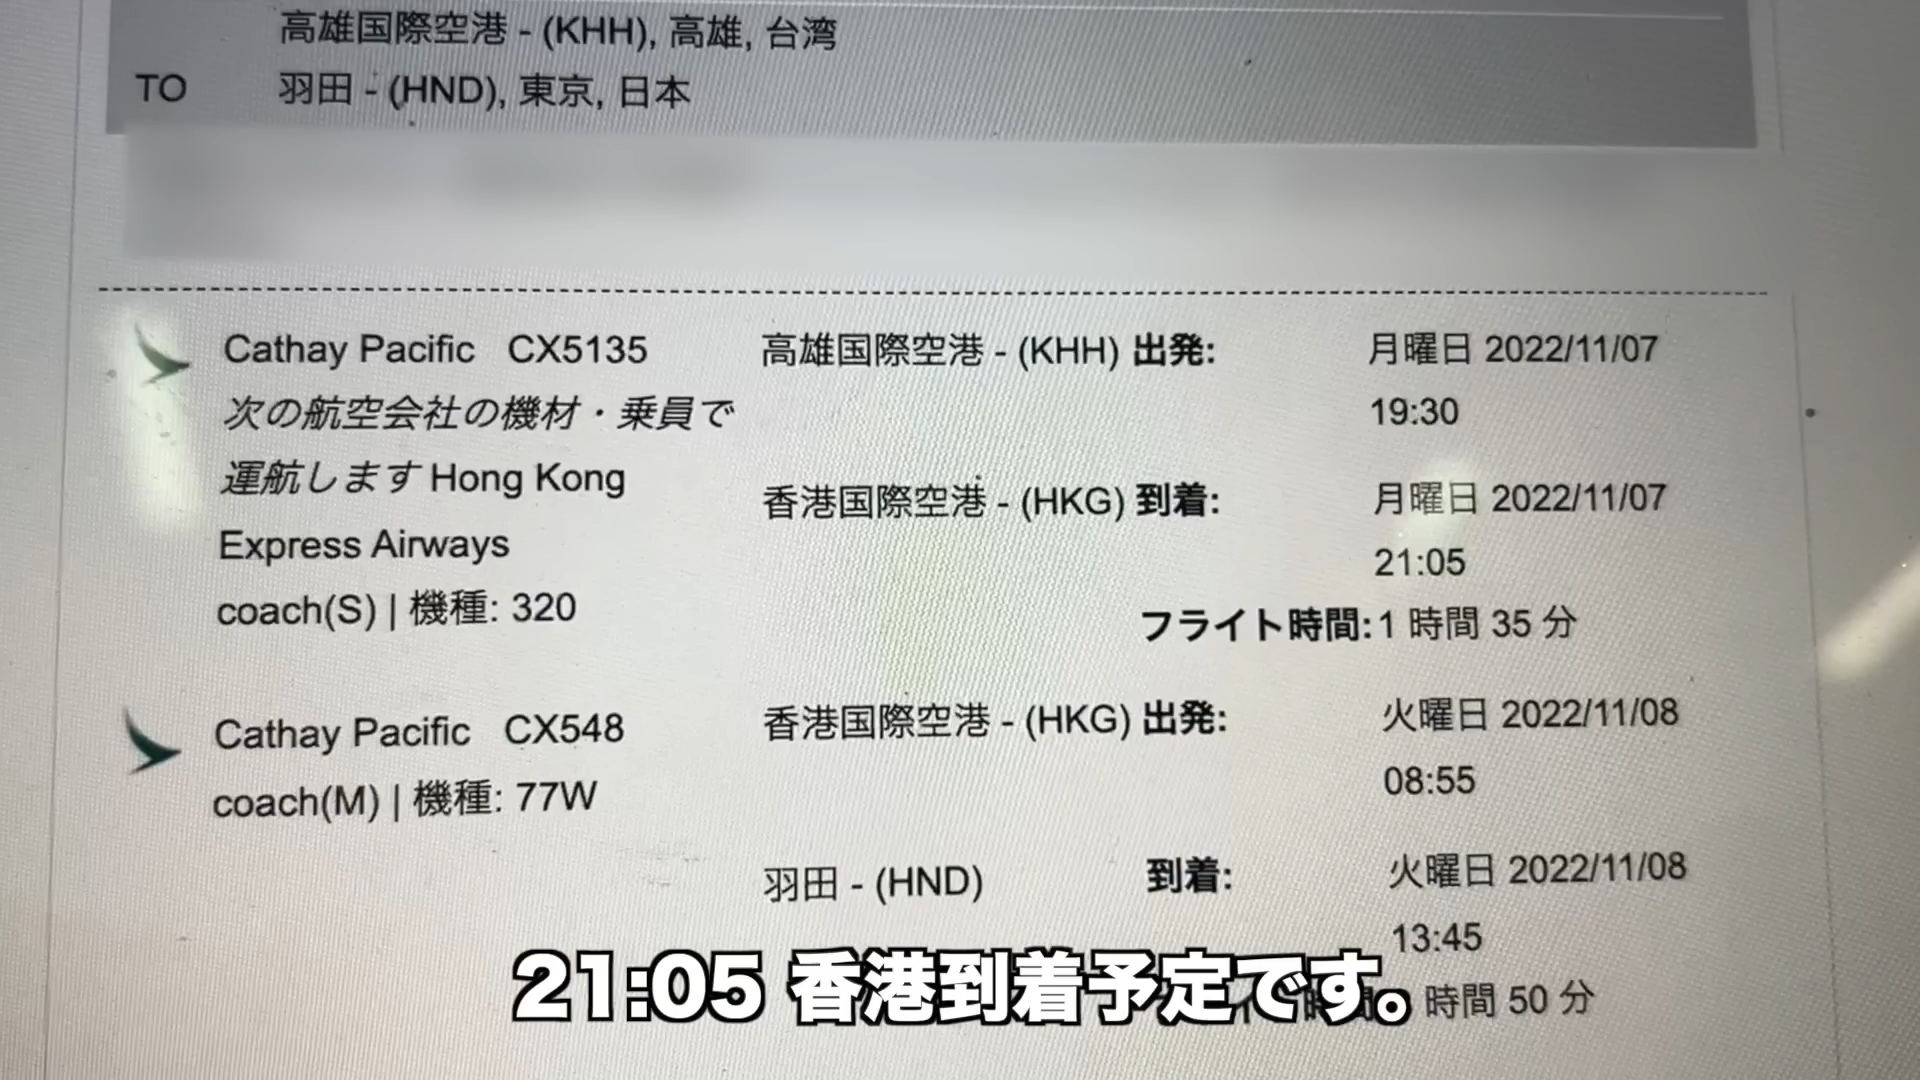 高雄国際空港 - (KHH), 高雄, 台湾
TO 羽田 - (HND), 東京, 日本
Cathay Pacific CX5135 高雄国際空港 - (KHH) 出発: 月曜日 2022/11/07
次の航空会社の機材・乗員で 19:30
運航します Hong Kong 香港国際空港 - (HKG) 到着: 月曜日 2022/11/07
Express Airways 21:05
coach(S) | 機種: 320 フライト時間: 1 時間 35 分
Cathay Pacific CX548 香港国際空港 - (HKG) 出発: 火曜日 2022/11/08
coach(M) | 機種: 77W 08:55
羽田 - (HND) 到着: 火曜日 2022/11/08
13:45
時間 50 分
21:05 香港到着予定です。